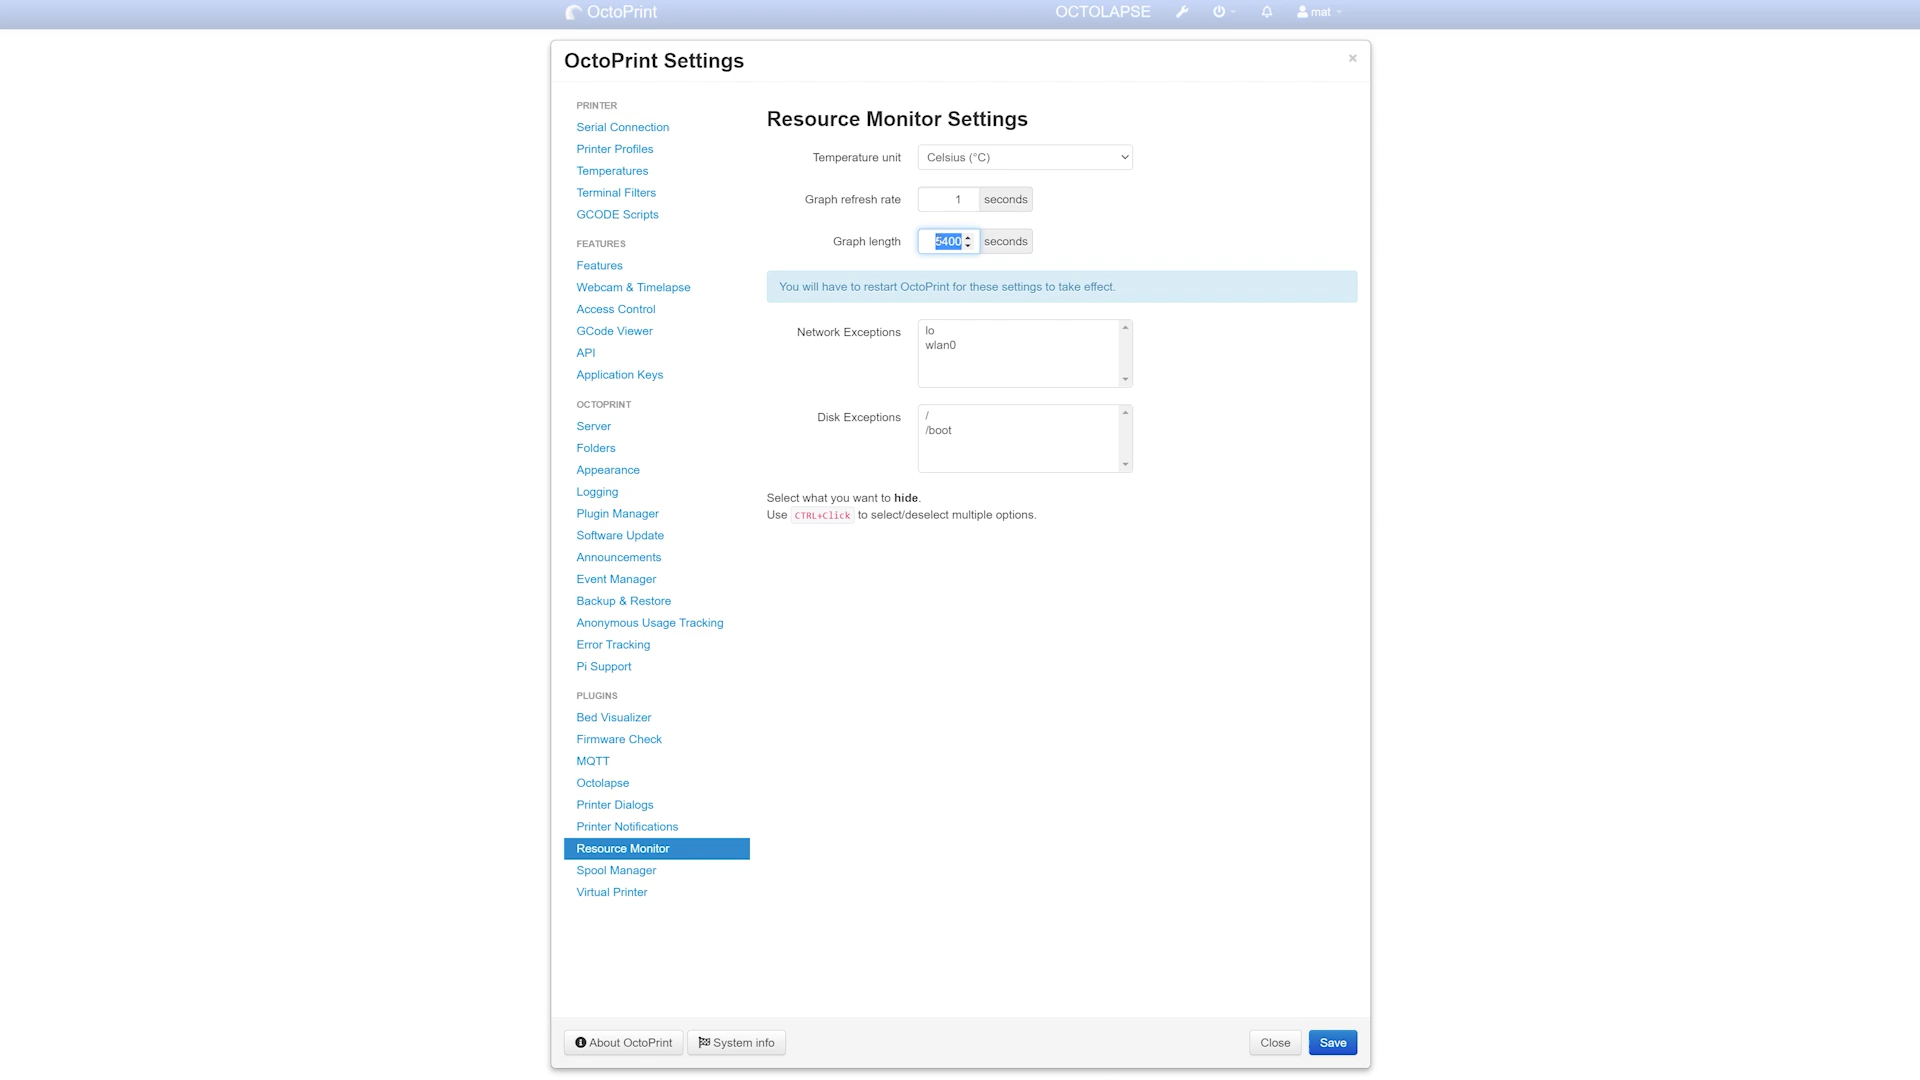 OctoPrint
OCTOLAPSE
mat
OctoPrint Settings
×
PRINTER
Serial Connection
Printer Profiles
Temperatures
Terminal Filters
GCODE Scripts
FEATURES
Features
Webcam & Timelapse
Access Control
GCode Viewer
API
Application Keys
OCTOPRINT
Server
Folders
Appearance
Logging
Plugin Manager
Software Update
Announcements
Event Manager
Backup & Restore
Anonymous Usage Tracking
Error Tracking
Pi Support
PLUGINS
Bed Visualizer
Firmware Check
MQTT
Octolapse
Printer Dialogs
Printer Notifications
Resource Monitor
Spool Manager
Virtual Printer
Resource Monitor Settings
Temperature unit Celsius (°C)
Graph refresh rate 1 seconds
Graph length 5400 seconds
You will have to restart OctoPrint for these settings to take effect.
Network Exceptions lo
wlan0
Disk Exceptions /
/boot
Select what you want to hide.
Use CTRL+Click to select/deselect multiple options.
About OctoPrint System info Close Save